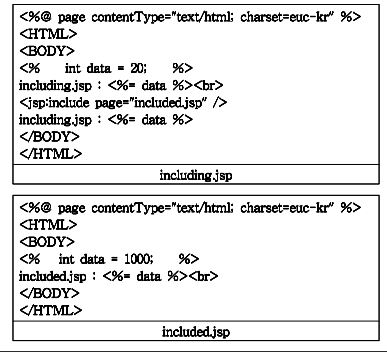 <%@ page contentType="text/html; charset=euc-kr" %>
<HTML>
<BODY>
<% int data = 20; %>
including.jsp : <%= data %><br>
<jsp:include page="included.jsp" />
including.jsp : <%= data %>
</BODY>
</HTML>
including.jsp
<%@ page contentType="text/html; charset=euc-kr" %>
<HTML>
<BODY>
<% int data = 1000; %>
included.jsp : <%= data %><br>
</BODY>
</HTML>
included.jsp